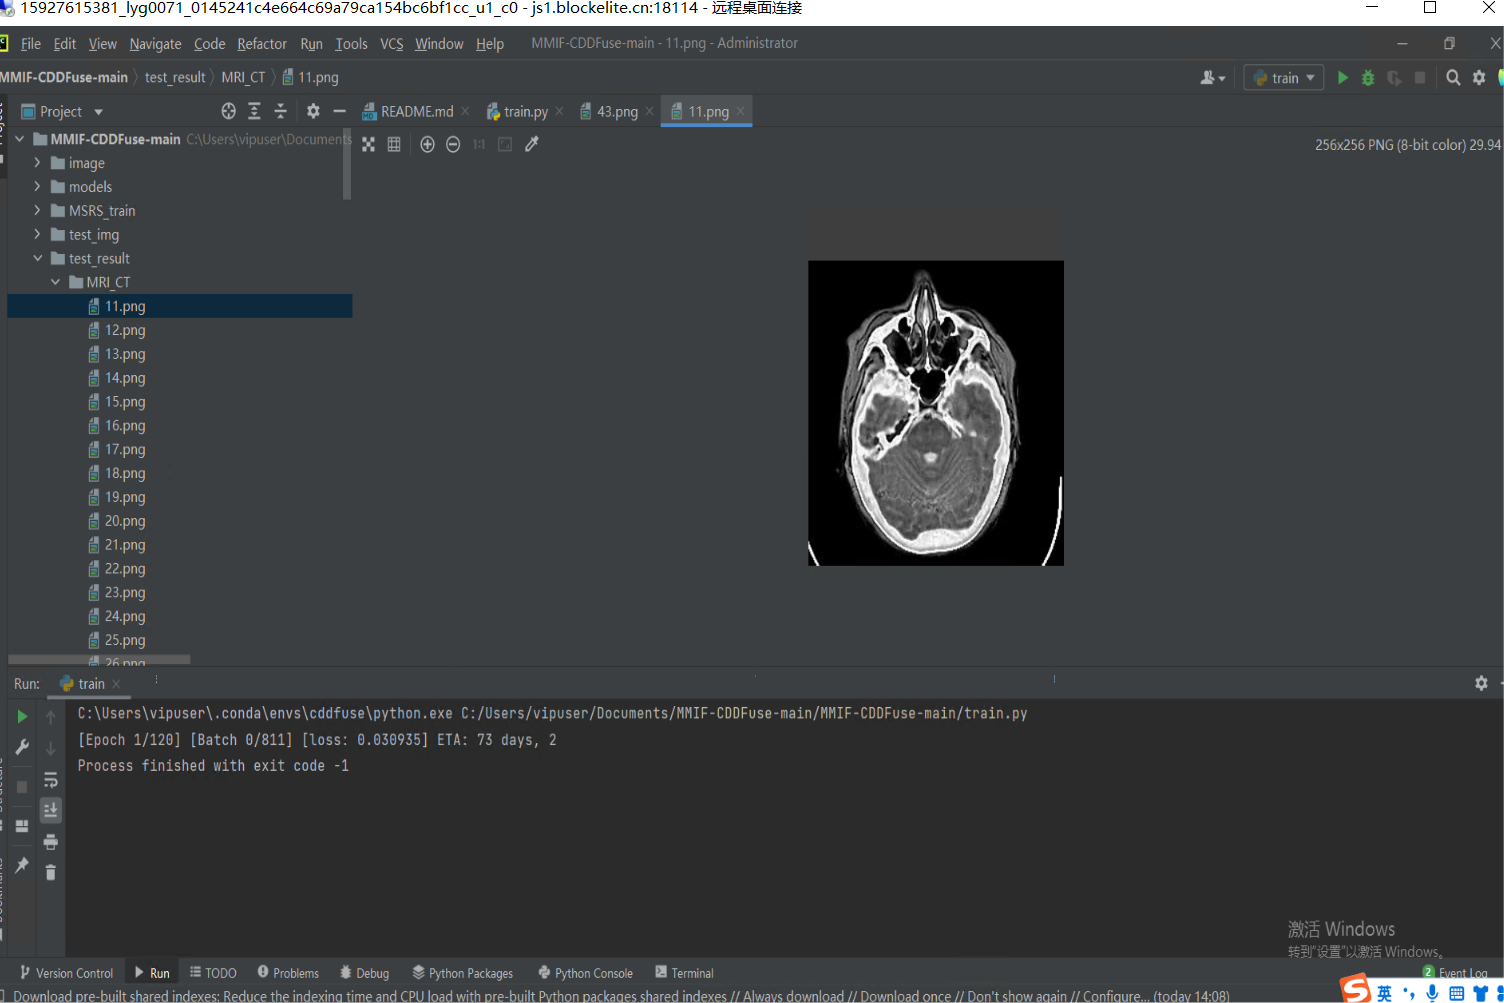 15927615381_lyg0071_0145241c4e664c69a79ca154bc6bf1cc_u1_c0 - js1.blockelite.cn:18114 - 远程桌面连接
File Edit View Navigate Code Refactor Run Tools VCS Window Help MMIF-CDDFuse-main - 11.png - Administrator
MMIF-CDDFuse-main test_result MRI_CT 11.png train
Project README.md train.py 43.png 11.png
MMIF-CDDFuse-main C:\Users\vipuser\Documents
1:1 256x256 PNG (8-bit color) 29.94
image
models
MSRS_train
test_img
test_result
MRI_CT
11.png
12.png
13.png
14.png
15.png
16.png
17.png
18.png
19.png
20.png
21.png
22.png
23.png
24.png
25.png
26.png
Run: train
C:\Users\vipuser\.conda\envs\cddfuse\python.exe C:/Users/vipuser/Documents/MMIF-CDDFuse-main/MMIF-CDDFuse-main/train.py
[Epoch 1/120] [Batch 0/811] [loss: 0.030935] ETA: 73 days, 2
Process finished with exit code -1
激活 Windows
转到"设置"以激活 Windows。
Version Control Run TODO Problems Debug Python Packages Python Console Terminal 2 Event Log
Download pre-built shared indexes: Reduce the indexing time and CPU load with pre-built Python packages shared indexes // Always download // Download once // Don't show again // Configure... (today 14:08)
英